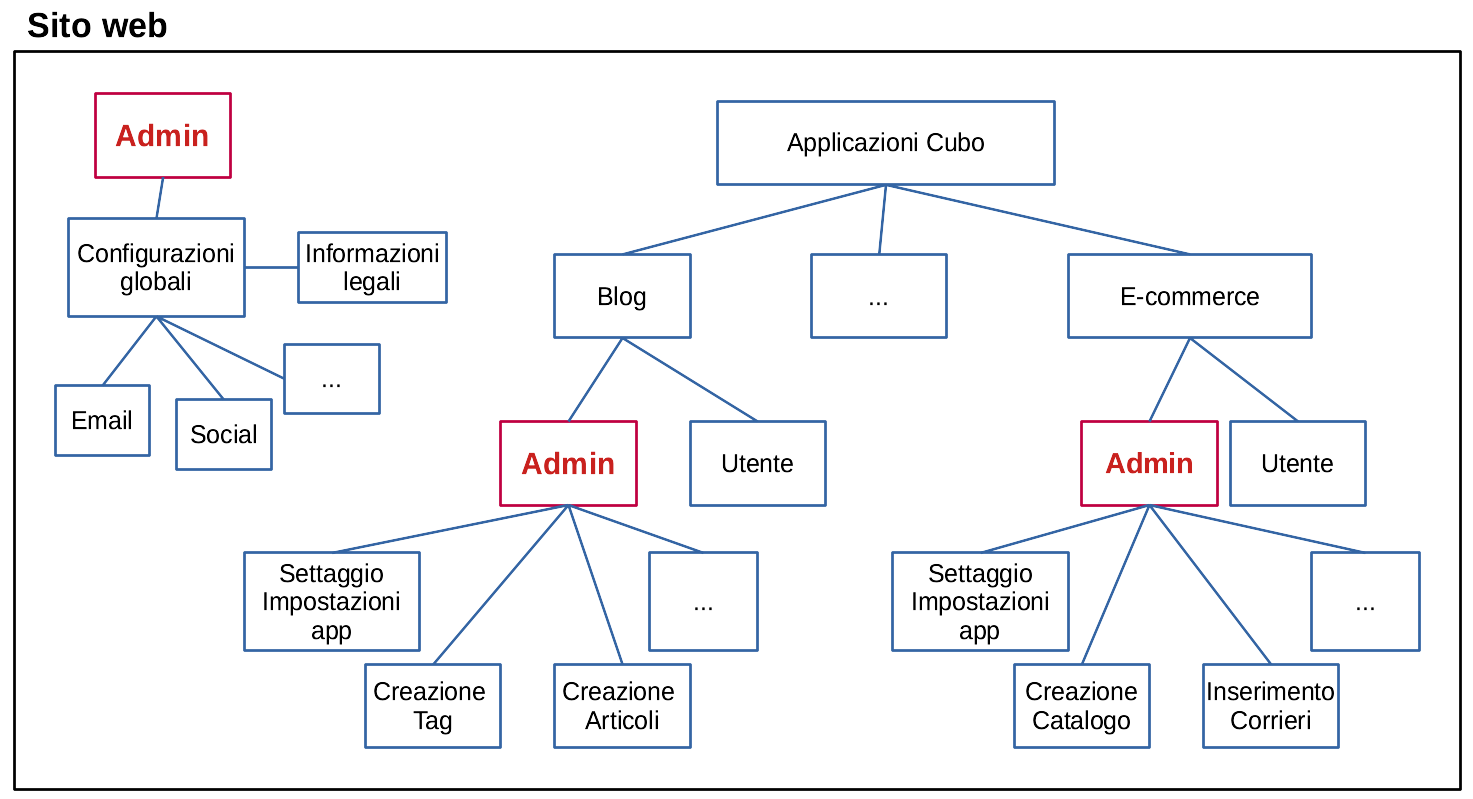 Sito web
Admin
Applicazioni Cubo
Configurazioni
globali
Informazioni
legali
Blog
...
E-commerce
...
Email
Social
Admin
Utente
Admin
Utente
Settaggio
Impostazioni
app
...
Settaggio
Impostazioni
app
...
Creazione
Tag
Creazione
Articoli
Creazione
Catalogo
Inserimento
Corrieri